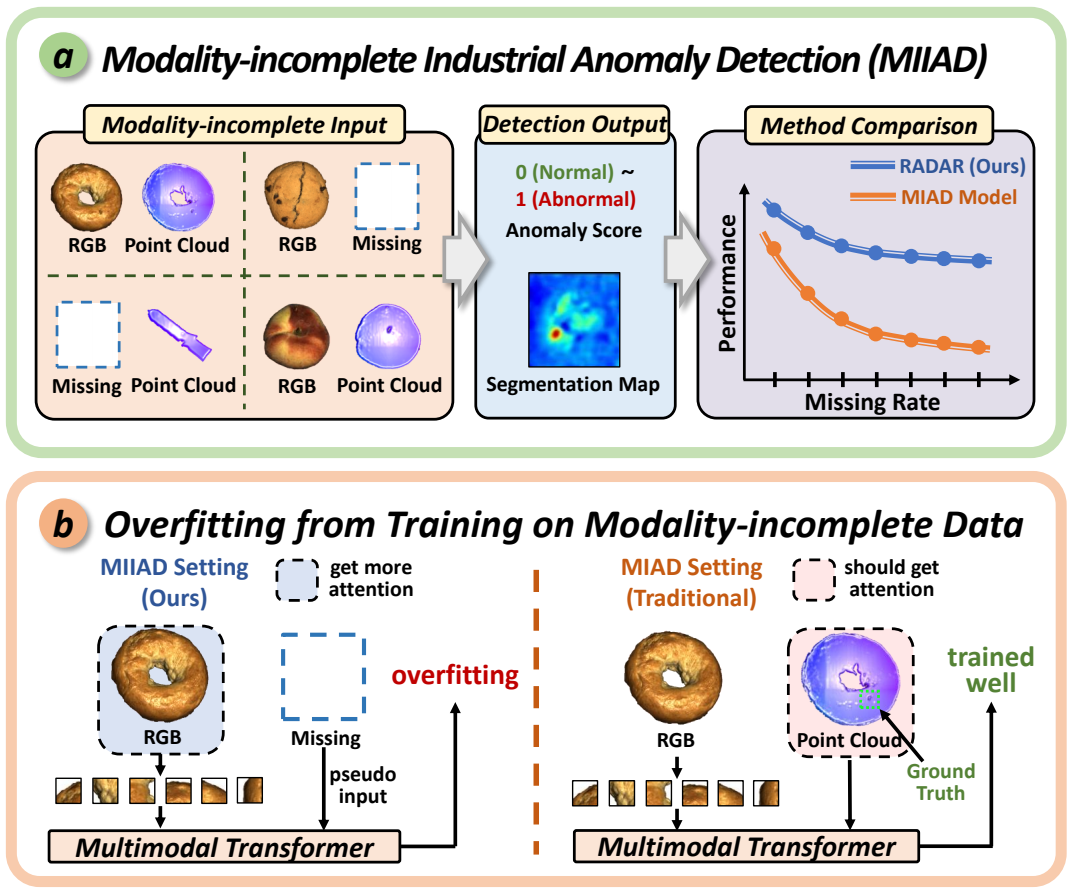 a Modality-incomplete Industrial Anomaly Detection (MIIAD)
Modality-incomplete Input
RGB Point Cloud
RGB Missing
Missing Point Cloud
RGB Point Cloud
Detection Output
0 (Normal) ~
1 (Abnormal)
Anomaly Score
Segmentation Map
Method Comparison
RADAR (Ours)
MIAD Model
Performance
Missing Rate
b Overfitting from Training on Modality-incomplete Data
MIIAD Setting
(Ours)
get more
attention
RGB
Missing
overfitting
pseudo
input
Multimodal Transformer
MIAD Setting
(Traditional)
should get
attention
RGB
Point Cloud
trained
well
Ground
Truth
Multimodal Transformer